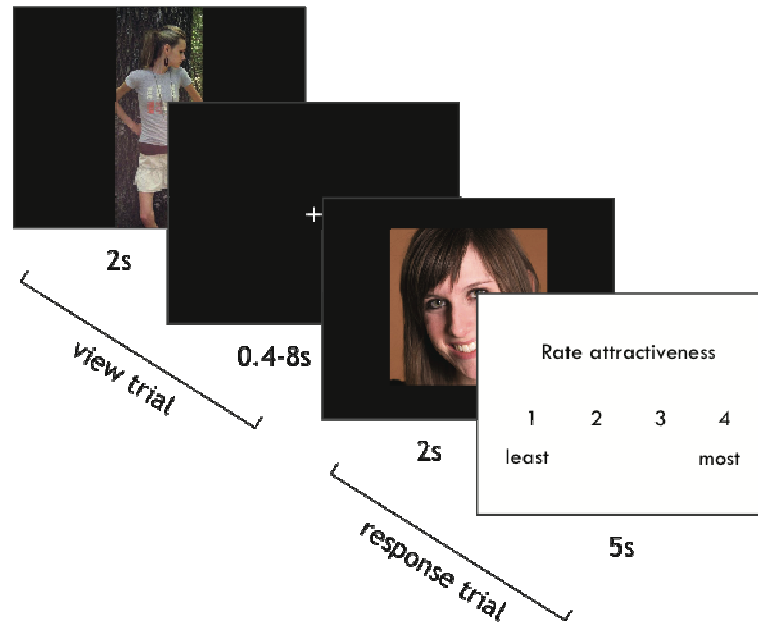 2s
view trial
0.4-8s
2s
response trial
Rate attractiveness
1 2 3 4
least most
5s